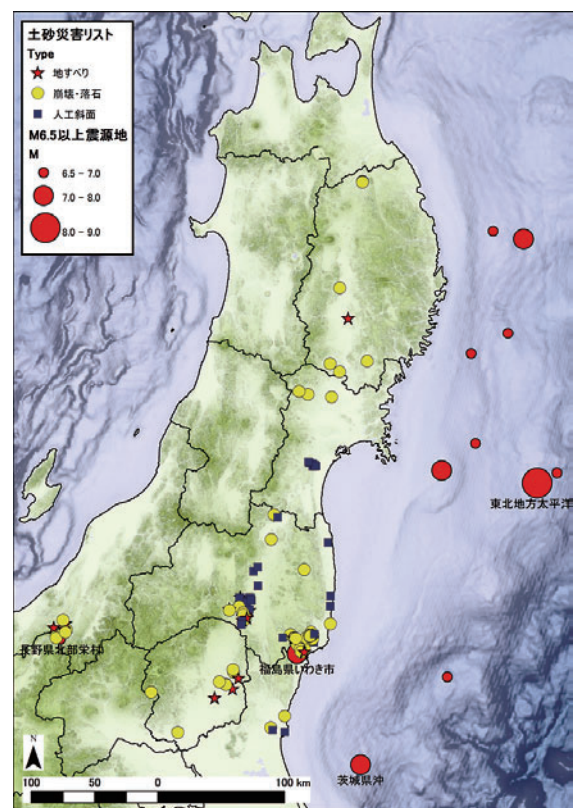 土砂災害リスト
Type
地すべり
崩壊・落石
人工斜面
M6.5以上震源地
M
6.5 - 7.0
7.0 - 8.0
8.0 - 9.0
東北地方太平洋
長野県北部栄村
福島県いわき市
茨城県沖
N
100 50 0 100 km